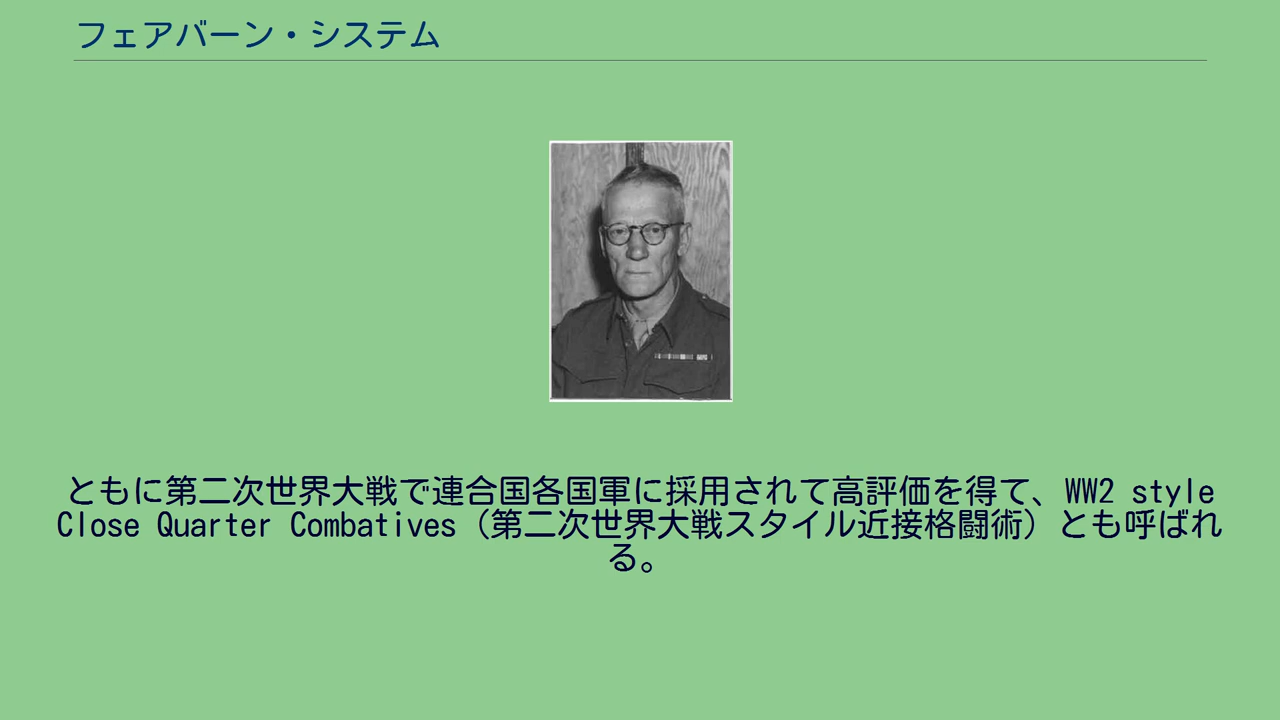 フェアバーン・システム
ともに第二次世界大戦で連合国各国軍に採用されて高評価を得て、WW2 style
Close Quarter Combatives（第二次世界大戦スタイル近接格闘術）とも呼ばれ
る。